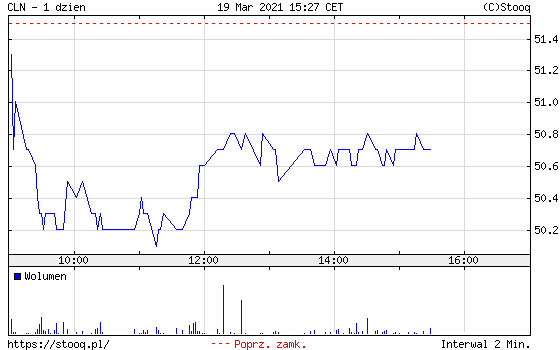 CLN - 1 dzien 19 Mar 2021 15:27 CET (C)Stooq
51.4
51.2
51.0
50.8
50.6
50.4
50.2
10:00 12:00 14:00 16:00
Wolumen
https://stooq.pl/ --- Poprz. zamk. Interwal 2 Min.